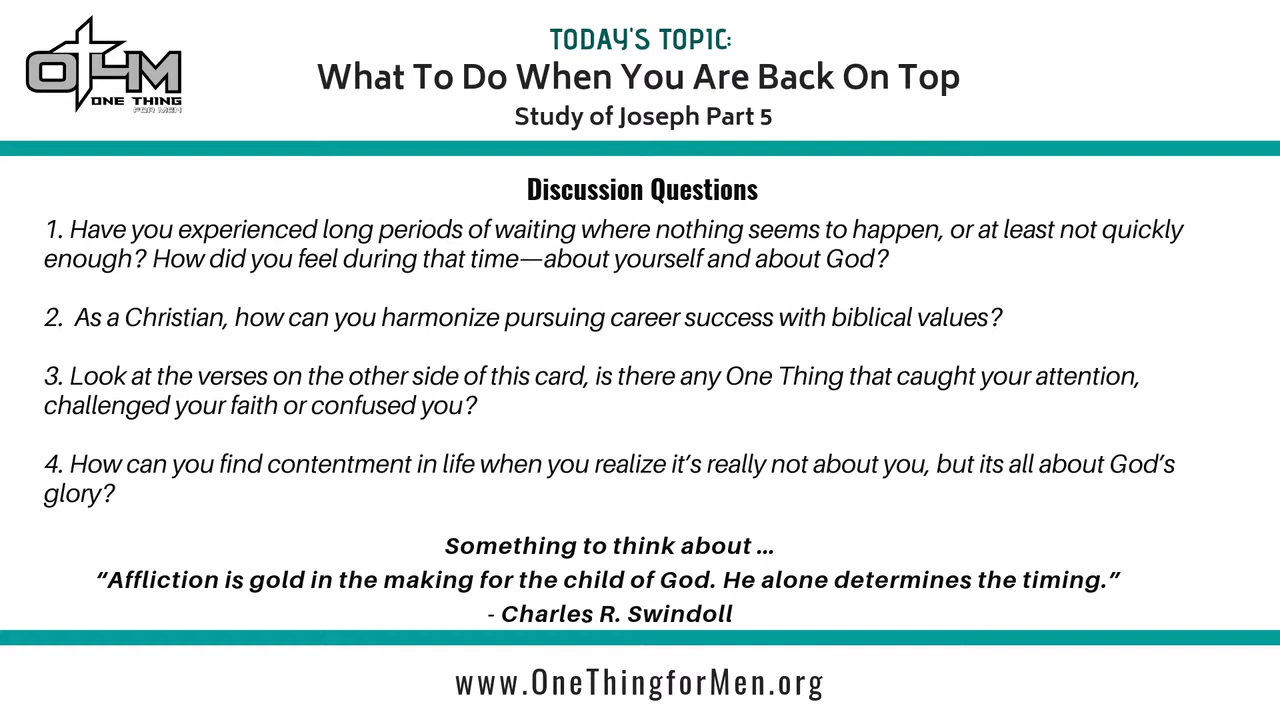 OT4M
ONE THING
FOR MEN
TODAY'S TOPIC:
What To Do When You Are Back On Top
Study of Joseph Part 5
Discussion Questions
1. Have you experienced long periods of waiting where nothing seems to happen, or at least not quickly
enough? How did you feel during that time—about yourself and about God?
2.  As a Christian, how can you harmonize pursuing career success with biblical values?
3. Look at the verses on the other side of this card, is there any One Thing that caught your attention,
challenged your faith or confused you?
4. How can you find contentment in life when you realize it’s really not about you, but its all about God’s
glory?
Something to think about ...
“Affliction is gold in the making for the child of God. He alone determines the timing.”
- Charles R. Swindoll
www.OneThingforMen.org